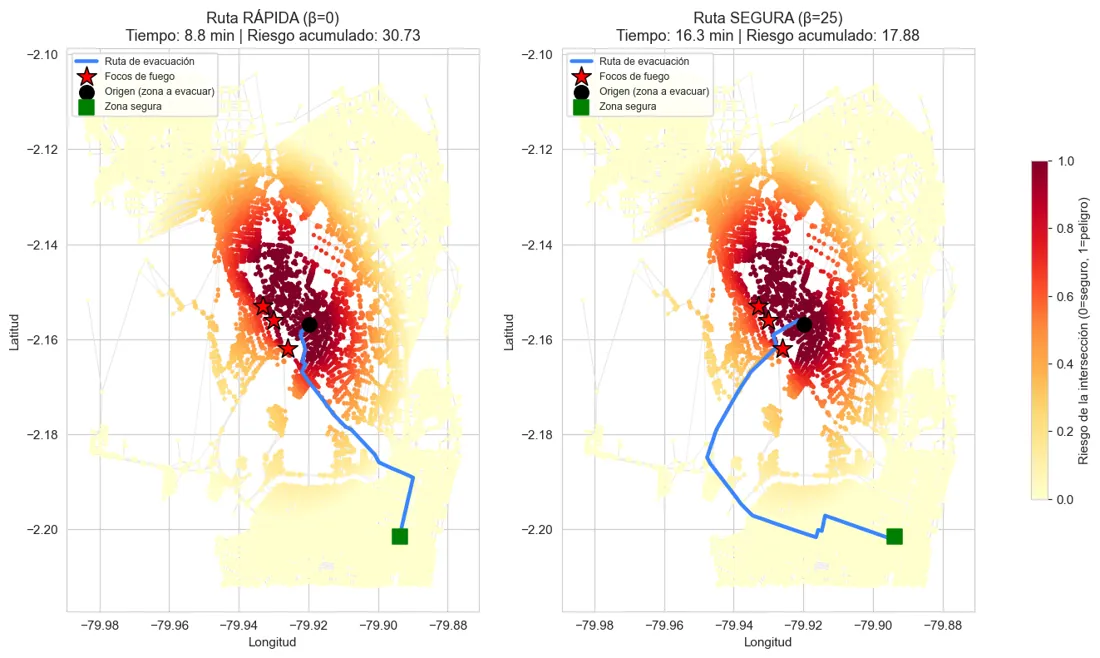 Ruta RÁPIDA (β=0)
Tiempo: 8.8 min | Riesgo acumulado: 30.73
Ruta de evacuación
Focos de fuego
Origen (zona a evacuar)
Zona segura
−2.10
−2.12
−2.14
−2.16
−2.18
−2.20
Latitud
−79.98
−79.96
−79.94
−79.92
−79.90
−79.88
Longitud
Ruta SEGURA (β=25)
Tiempo: 16.3 min | Riesgo acumulado: 17.88
Ruta de evacuación
Focos de fuego
Origen (zona a evacuar)
Zona segura
−2.10
−2.12
−2.14
−2.16
−2.18
−2.20
Latitud
−79.98
−79.96
−79.94
−79.92
−79.90
−79.88
Longitud
1.0
0.8
0.6
0.4
0.2
0.0
Riesgo de la intersección (0=seguro, 1=peligro)